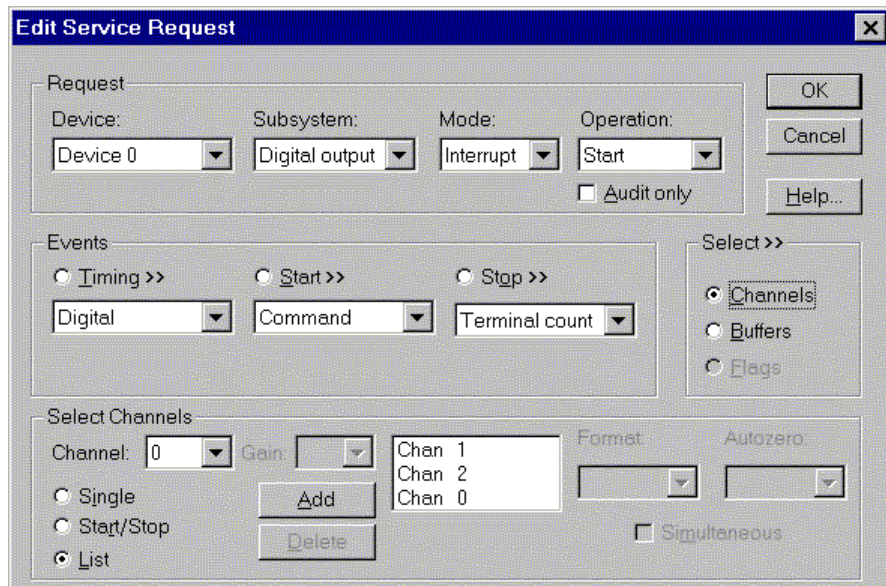 Edit Service Request
Request
OK
Device: Subsystem: Mode: Operation:
Device 0 Digital output Interrupt Start
Cancel
Audit only
Help...
Events
Select >>
Timing >> Start >> Stop >>
Digital Command Terminal count
Channels
Buffers
Flags
Select Channels
Channel: 0 Gain:
Chan 1
Chan 2
Chan 0
Format: Autozero:
Single
Add
Start/Stop
Delete
Simultaneous
List